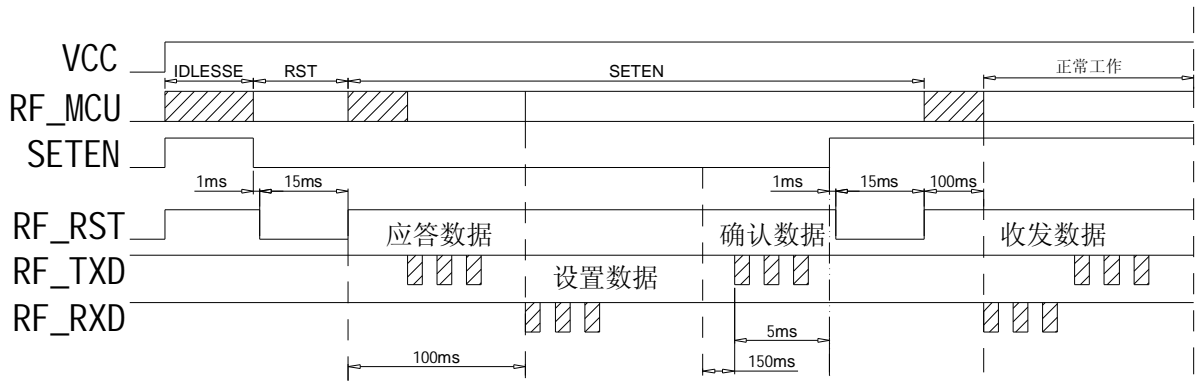 VCC
IDLESSE
RST
SETEN
正常工作
RF_MCU
SETEN
1ms
15ms
1ms
15ms
100ms
RF_RST
应答数据
确认数据
收发数据
RF_TXD
设置数据
RF_RXD
5ms
100ms
150ms